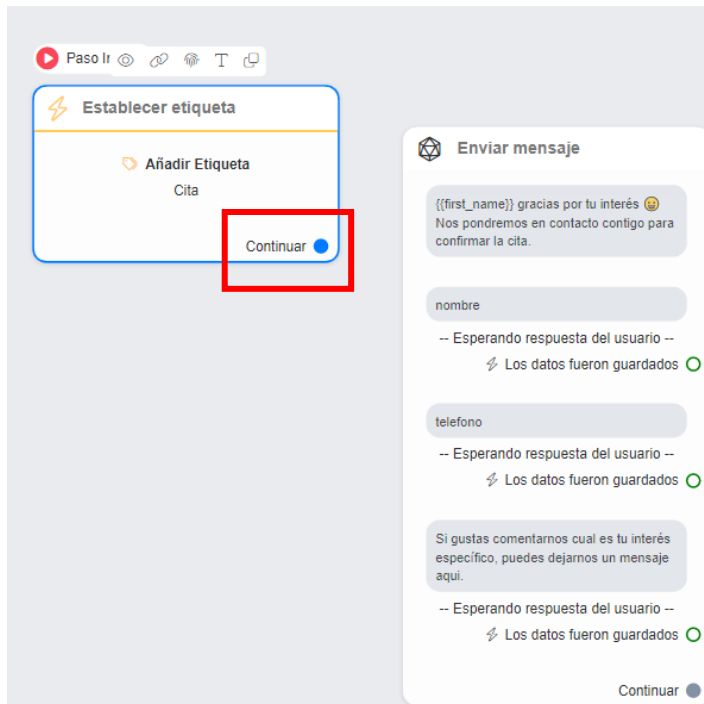 Paso Ir
Establecer etiqueta
Añadir Etiqueta
Cita
Continuar
Enviar mensaje
{{first_name}} gracias por tu interés 😀
Nos pondremos en contacto contigo para
confirmar la cita.
nombre
-- Esperando respuesta del usuario --
Los datos fueron guardados
telefono
-- Esperando respuesta del usuario --
Los datos fueron guardados
Si gustas comentarnos cual es tu interés
específico, puedes dejarnos un mensaje
aqui.
-- Esperando respuesta del usuario --
Los datos fueron guardados
Continuar